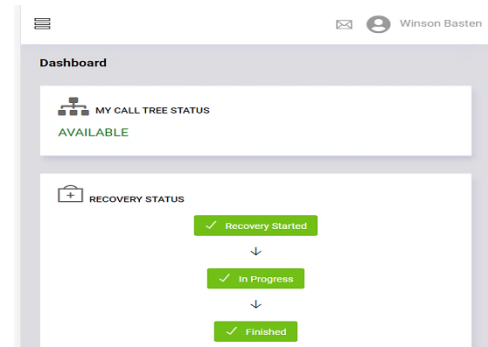 Winson Basten
Dashboard
MY CALL TREE STATUS
AVAILABLE
RECOVERY STATUS
Recovery Started
In Progress
Finished